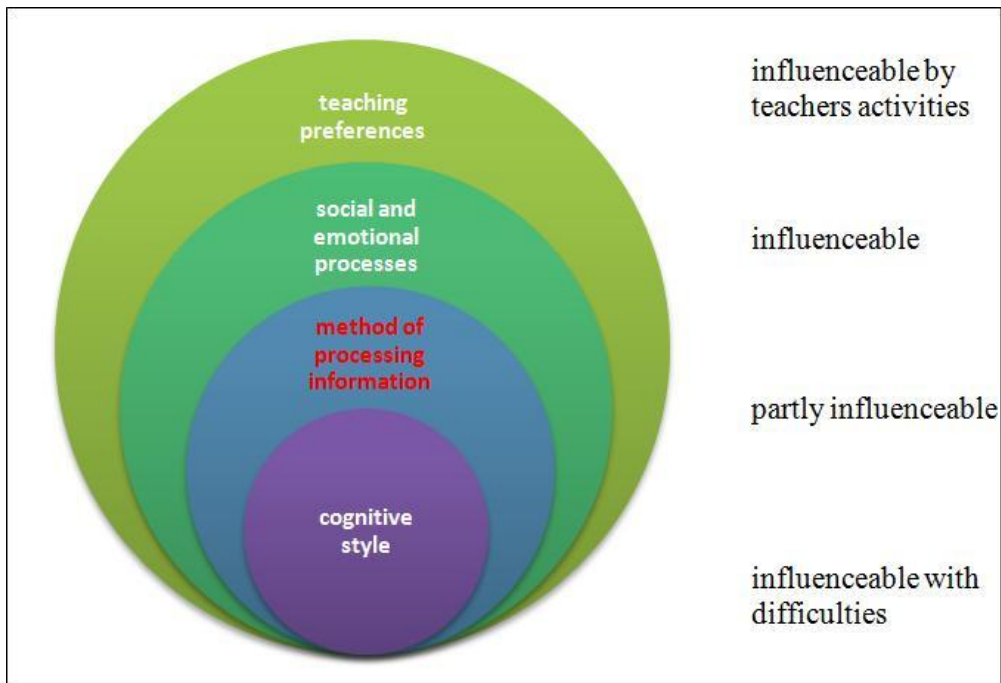 teaching
preferences
social and
emotional
processes
method of
processing
information
cognitive
style
influenceable by
teachers activities
influenceable
partly influenceable
influenceable with
difficulties